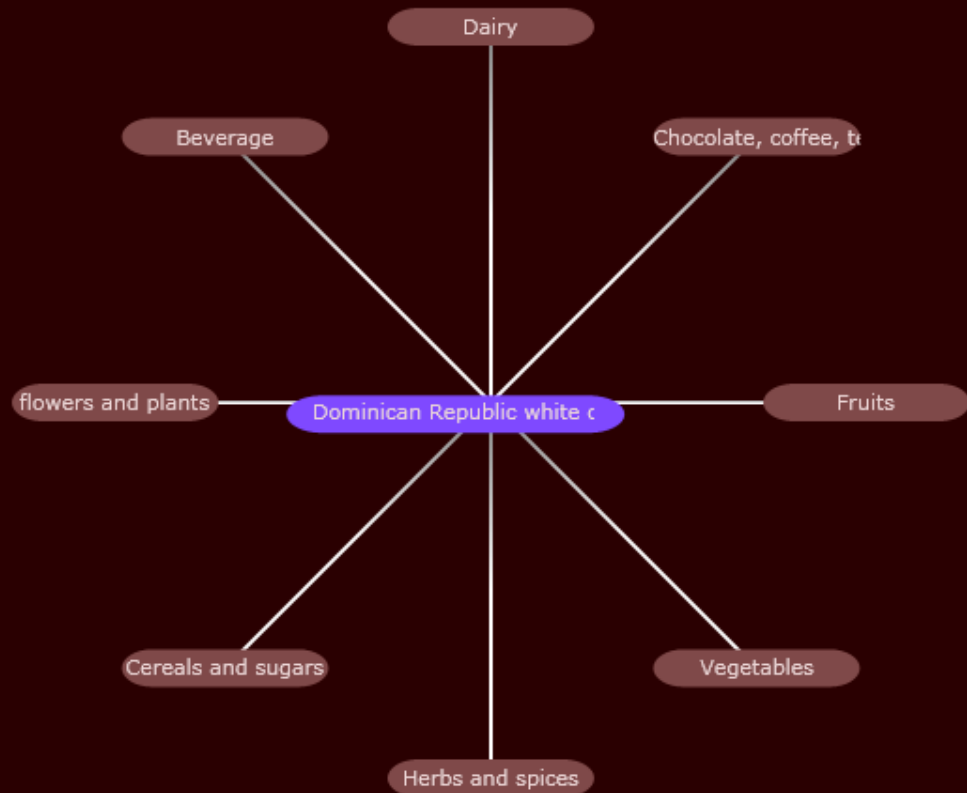 Dairy
Beverage
Chocolate, coffee,
flowers and plants
Dominican Republic white
Fruits
Cereals and sugars
Vegetables
Herbs and spices